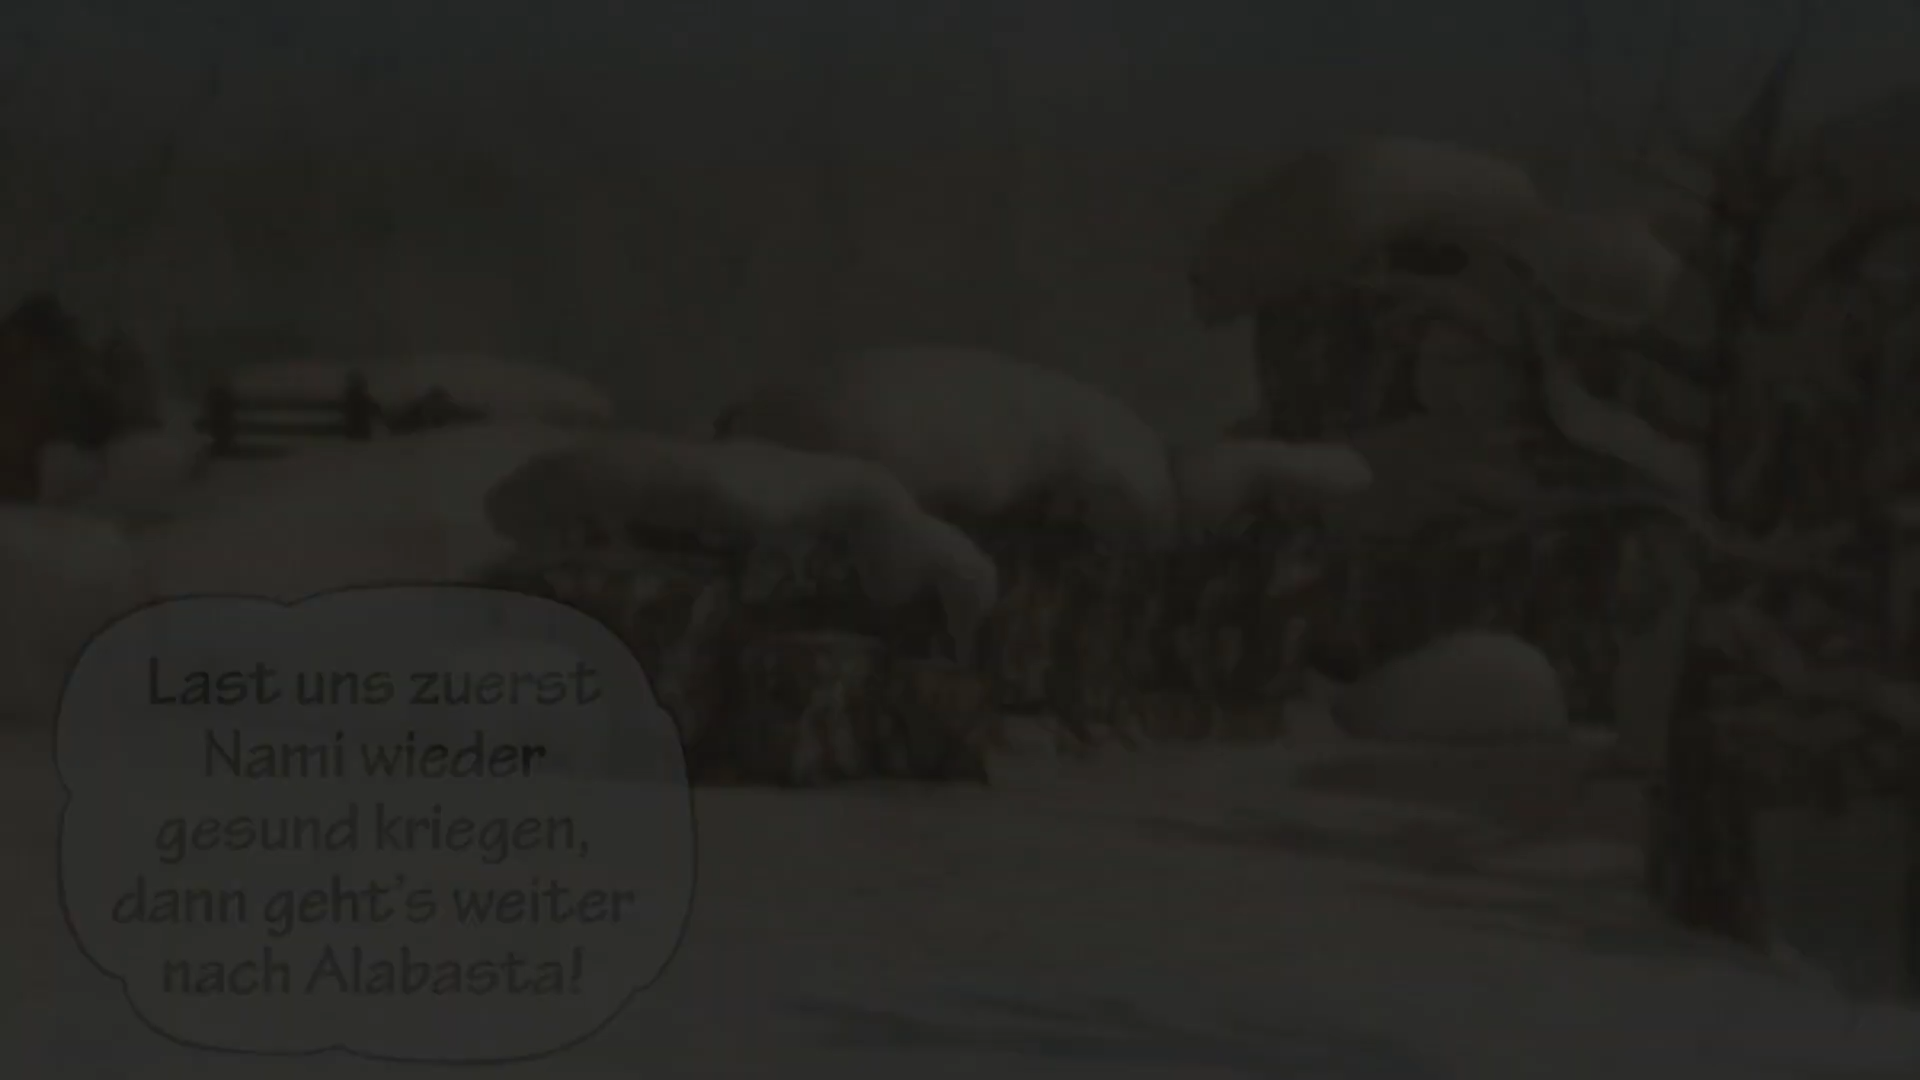 Last uns zuerst
Nami wieder
gesund kriegen,
dann geht's weiter
nach Alabasta!